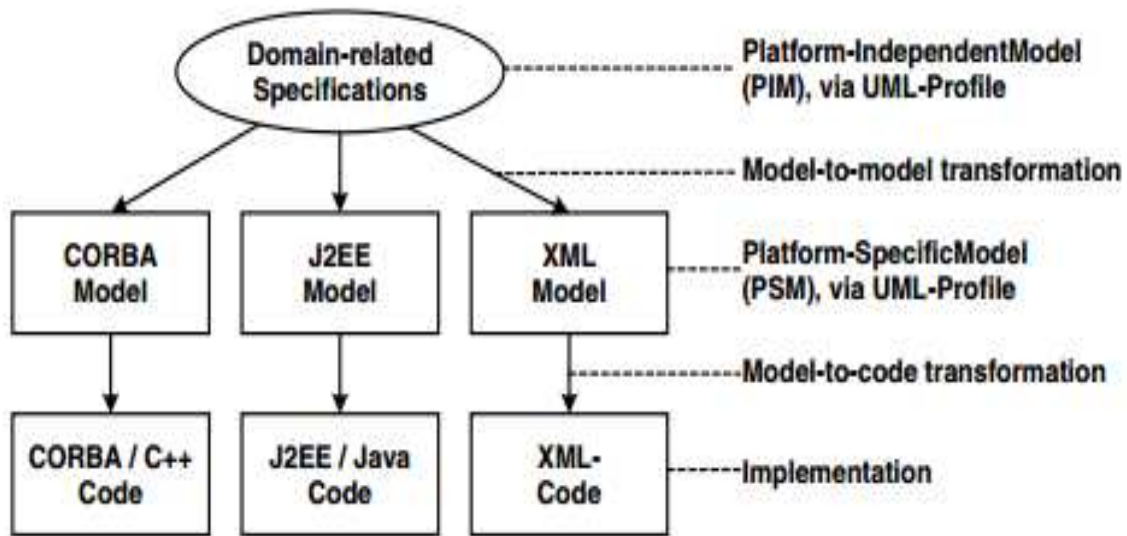 Domain-related
Specifications
Platform-IndependentModel
(PIM), via UML-Profile
Model-to-model transformation
CORBA
Model
J2EE
Model
XML
Model
Platform-SpecificModel
(PSM), via UML-Profile
Model-to-code transformation
CORBA / C++
Code
J2EE / Java
Code
XML-
Code
Implementation